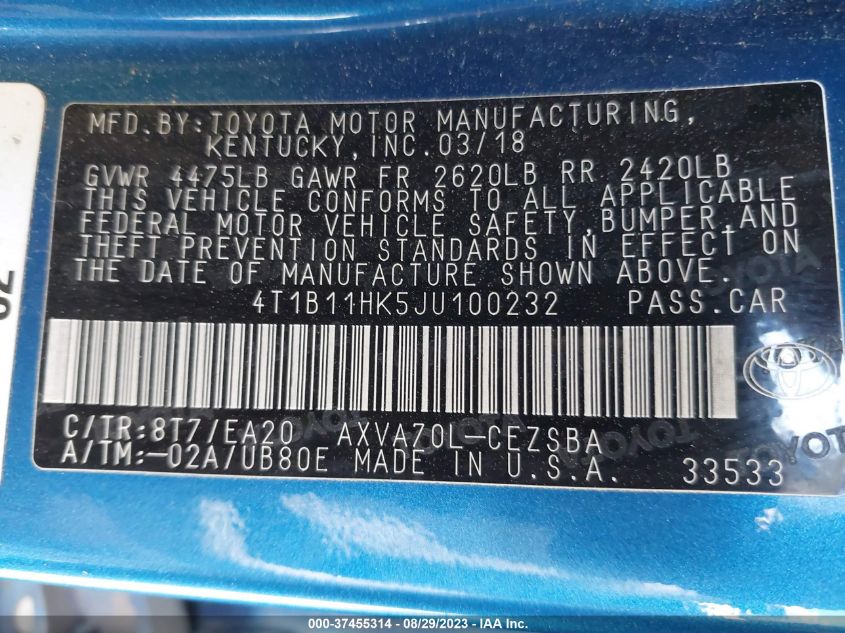 MFD. BY: TOYOTA MOTOR MANUFACTURING,
KENTUCKY, INC. 03/18
GVWR 4475LB GAWR FR 2620LB RR 2420LB
THIS VEHICLE CONFORMS TO ALL APPLICABLE
FEDERAL MOTOR VEHICLE SAFETY, BUMPER, AND
THEFT PREVENTION STANDARDS IN EFFECT ON
THE DATE OF MANUFACTURE SHOWN ABOVE.
4T1B11HK5JU100232 PASS. CAR
C/TR: 8T7/EA20 AXVA70L-CEZSBA
A/TM: -02A/UB80E MADE IN U.S.A. 33533
TOYOTA
000-37455314 - 08/29/2023 - IAA Inc.